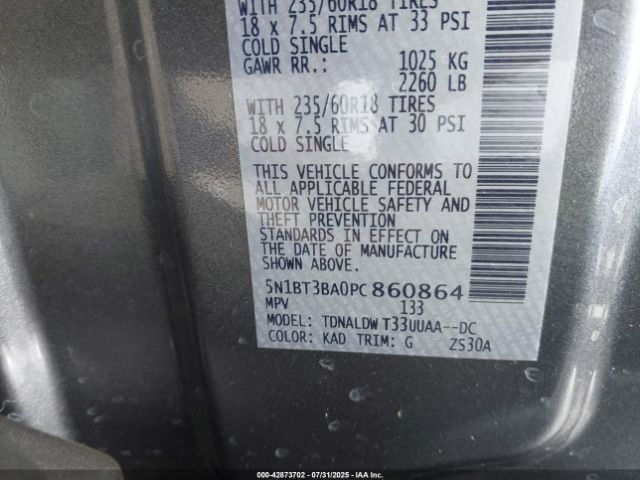 WITH 235/60R18 TIRES
18 x 7.5 RIMS AT 33 PSI
COLD SINGLE
GAWR RR.: 1025 KG
2260 LB
WITH 235/60R18 TIRES
18 x 7.5 RIMS AT 30 PSI
COLD SINGLE
THIS VEHICLE CONFORMS TO
ALL APPLICABLE FEDERAL
MOTOR VEHICLE SAFETY AND
THEFT PREVENTION
STANDARDS IN EFFECT ON
THE DATE OF MANUFACTURE
SHOWN ABOVE.
5N1BT3BA0PC860864
MPV 133
MODEL: TDNALDWT33UUAA--DC
COLOR: KAD TRIM: G ZS30A
000-42873702 - 07/31/2025 - IAA, Inc.